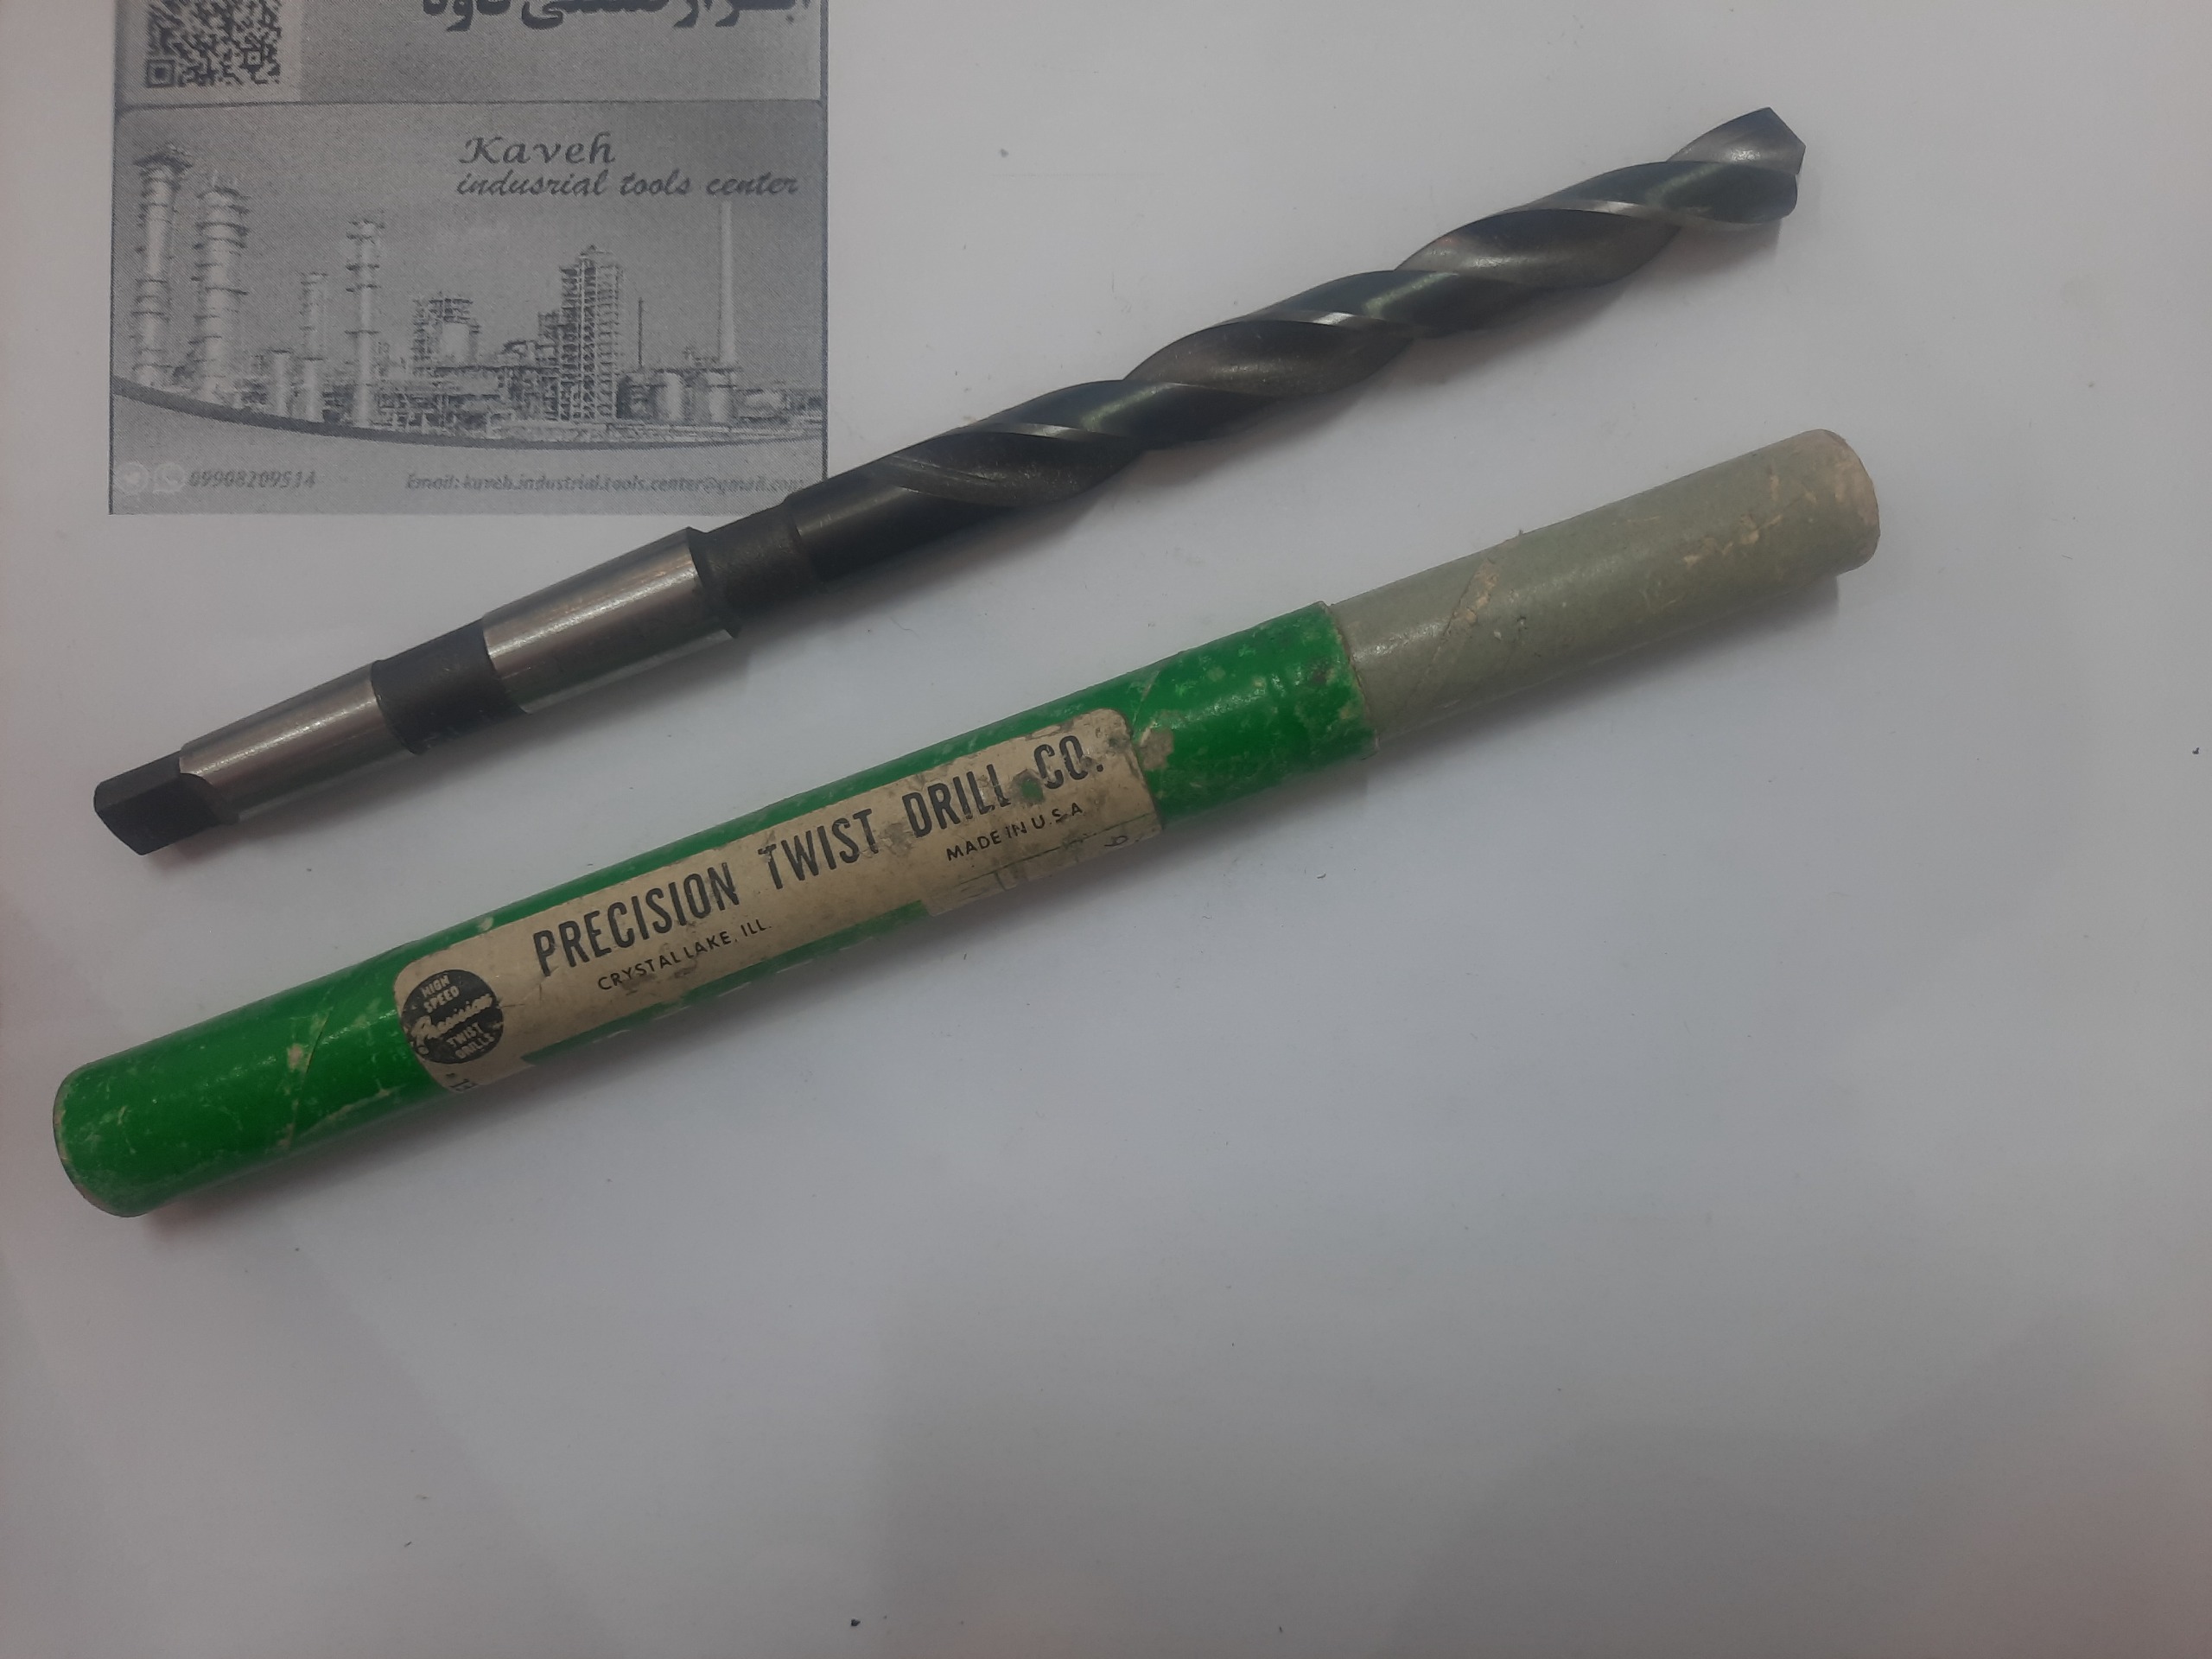 Kaveh
indusrial tools center
09908209514
Email: kaveh.industrial.tools.center@gmail.com
PRECISION TWIST DRILL CO.
CRYSTAL LAKE, ILL.
MADE IN U.S.A
HIGH
SPEED
Precision
TWIST
DRILLS